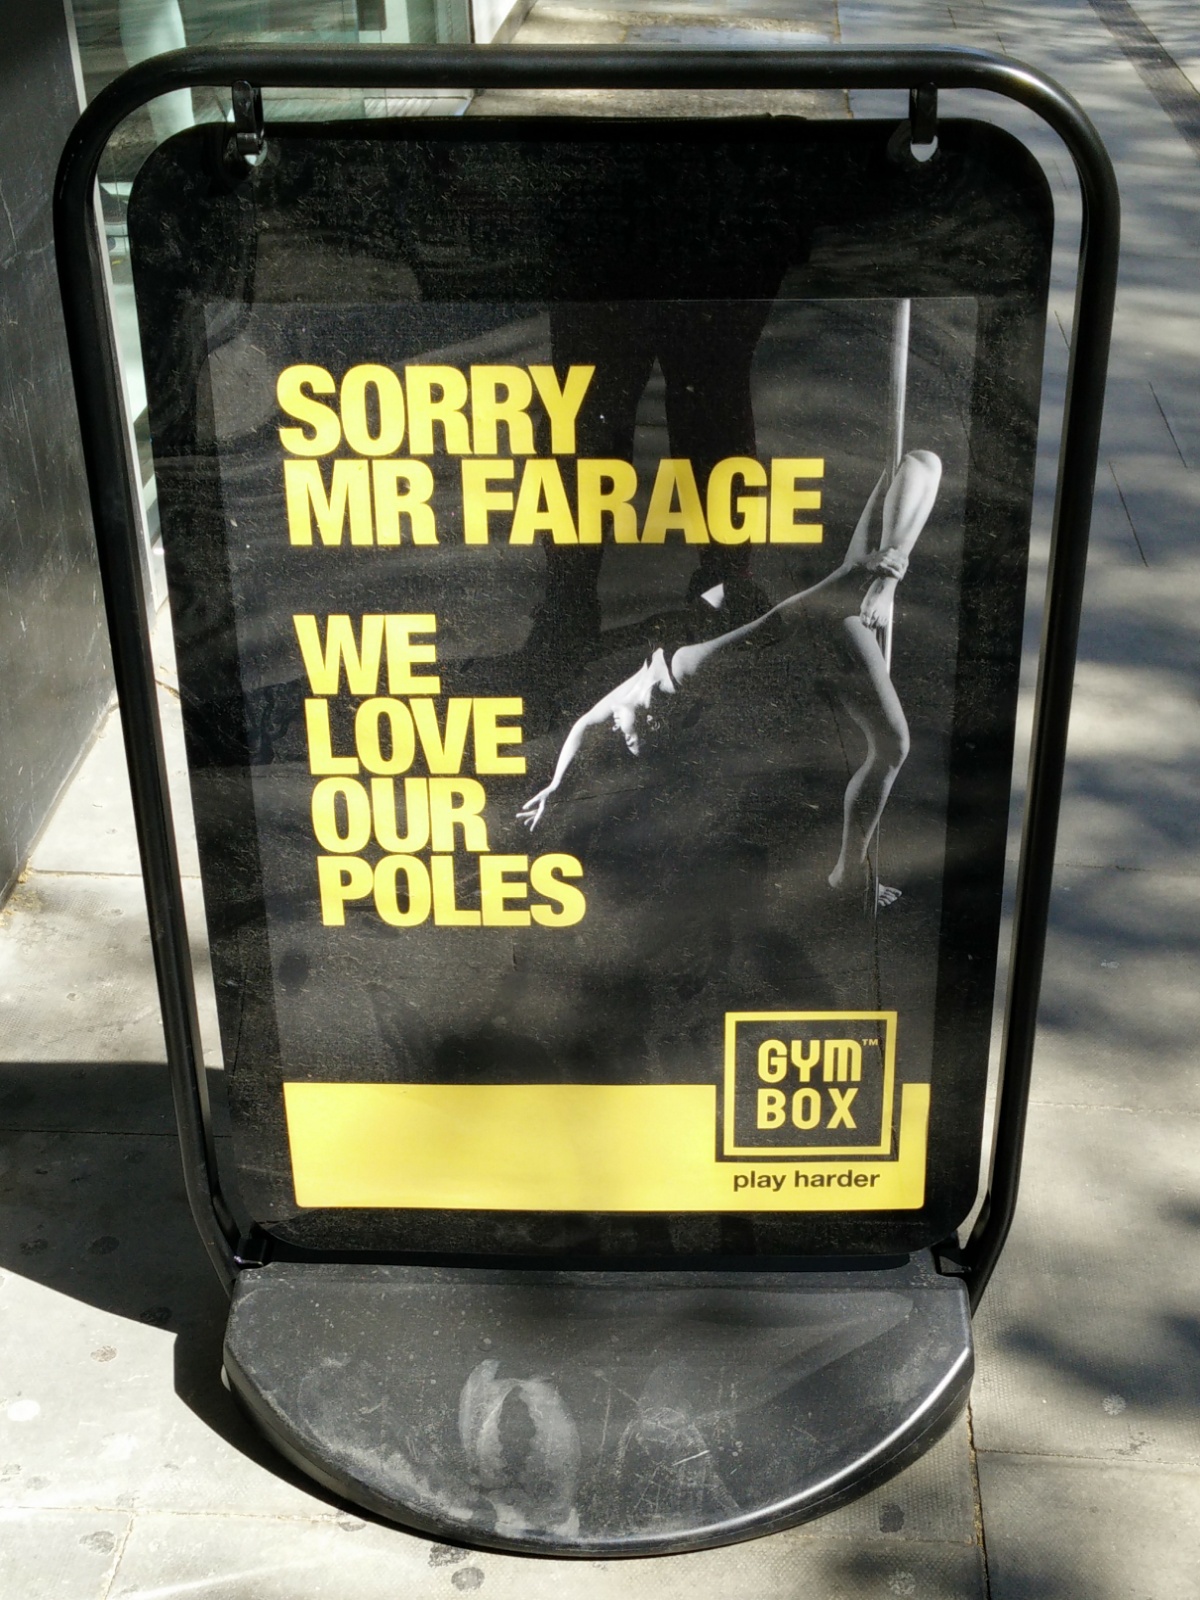 SORRY
MR FARAGE
WE
LOVE
OUR
POLES
GYM™
BOX
play harder